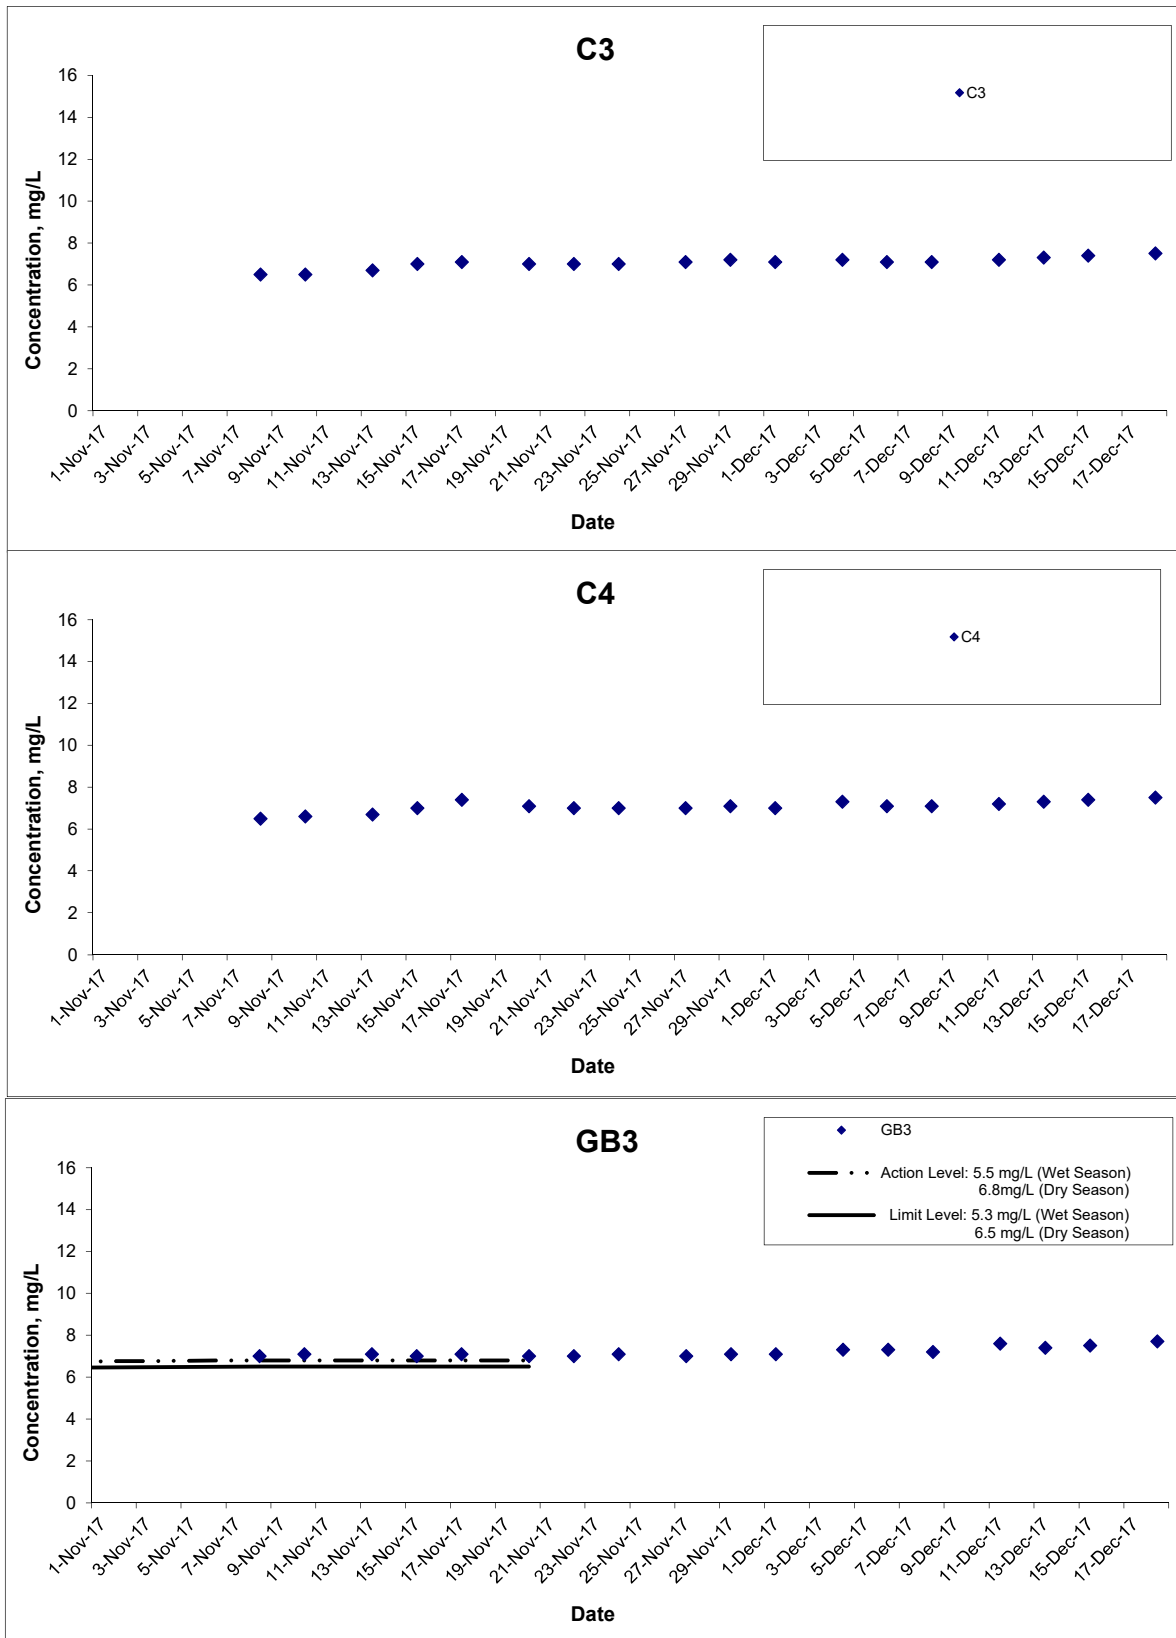 C3
C3
16
14
12
10
8
6
4
2
0
Concentration, mg/L
1-Nov-17
3-Nov-17
5-Nov-17
7-Nov-17
9-Nov-17
11-Nov-17
13-Nov-17
15-Nov-17
17-Nov-17
19-Nov-17
21-Nov-17
23-Nov-17
25-Nov-17
27-Nov-17
29-Nov-17
1-Dec-17
3-Dec-17
5-Dec-17
7-Dec-17
9-Dec-17
11-Dec-17
13-Dec-17
15-Dec-17
17-Dec-17
Date
C4
C4
16
14
12
10
8
6
4
2
0
Concentration, mg/L
1-Nov-17
3-Nov-17
5-Nov-17
7-Nov-17
9-Nov-17
11-Nov-17
13-Nov-17
15-Nov-17
17-Nov-17
19-Nov-17
21-Nov-17
23-Nov-17
25-Nov-17
27-Nov-17
29-Nov-17
1-Dec-17
3-Dec-17
5-Dec-17
7-Dec-17
9-Dec-17
11-Dec-17
13-Dec-17
15-Dec-17
17-Dec-17
Date
GB3
GB3
Action Level: 5.5 mg/L (Wet Season)
6.8mg/L (Dry Season)
Limit Level: 5.3 mg/L (Wet Season)
6.5 mg/L (Dry Season)
16
14
12
10
8
6
4
2
0
Concentration, mg/L
1-Nov-17
3-Nov-17
5-Nov-17
7-Nov-17
9-Nov-17
11-Nov-17
13-Nov-17
15-Nov-17
17-Nov-17
19-Nov-17
21-Nov-17
23-Nov-17
25-Nov-17
27-Nov-17
29-Nov-17
1-Dec-17
3-Dec-17
5-Dec-17
7-Dec-17
9-Dec-17
11-Dec-17
13-Dec-17
15-Dec-17
17-Dec-17
Date